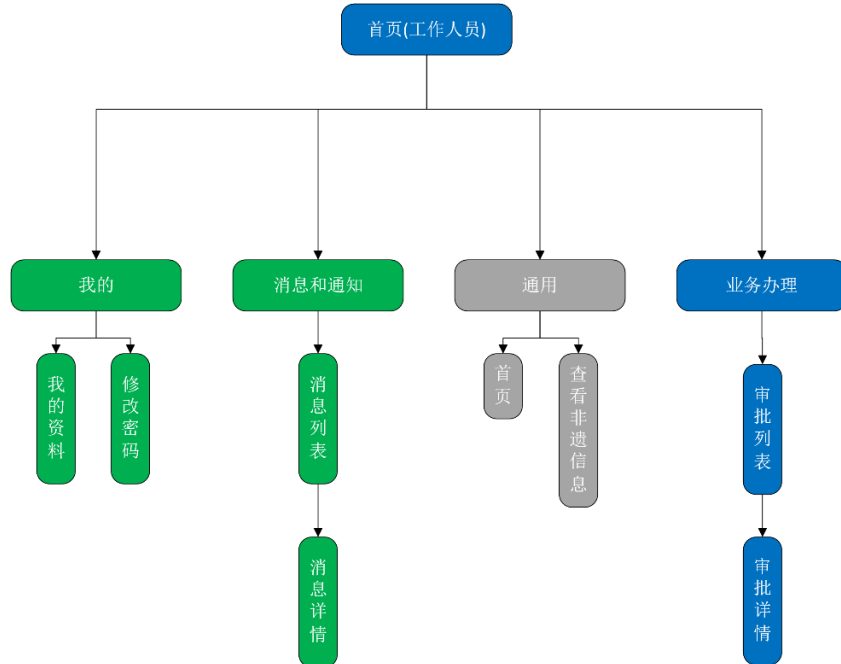 首页(工作人员)
我的
消息和通知
通用
业务办理
我的资料
修改密码
消息列表
首页
查看非遗信息
审批列表
消息详情
审批详情